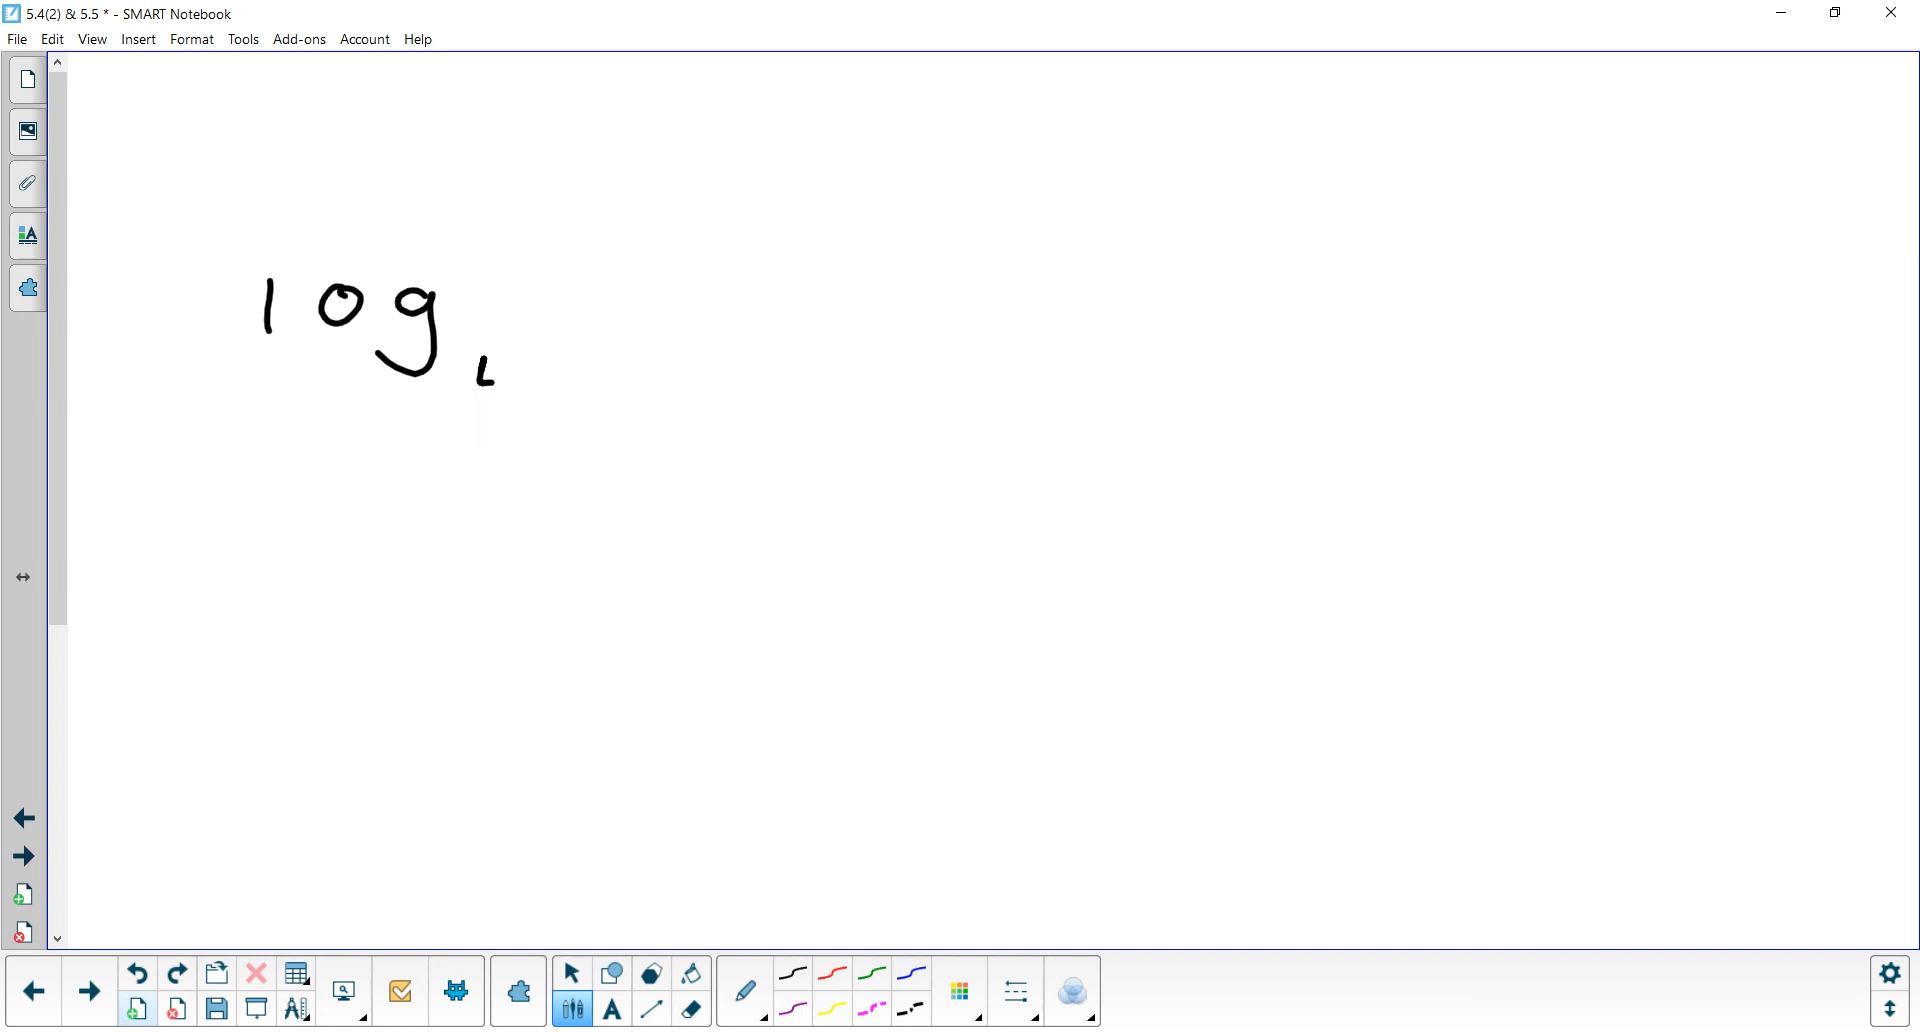 5.4(2) & 5.5 * - SMART Notebook
File Edit View Insert Format Tools Add-ons Account Help
log